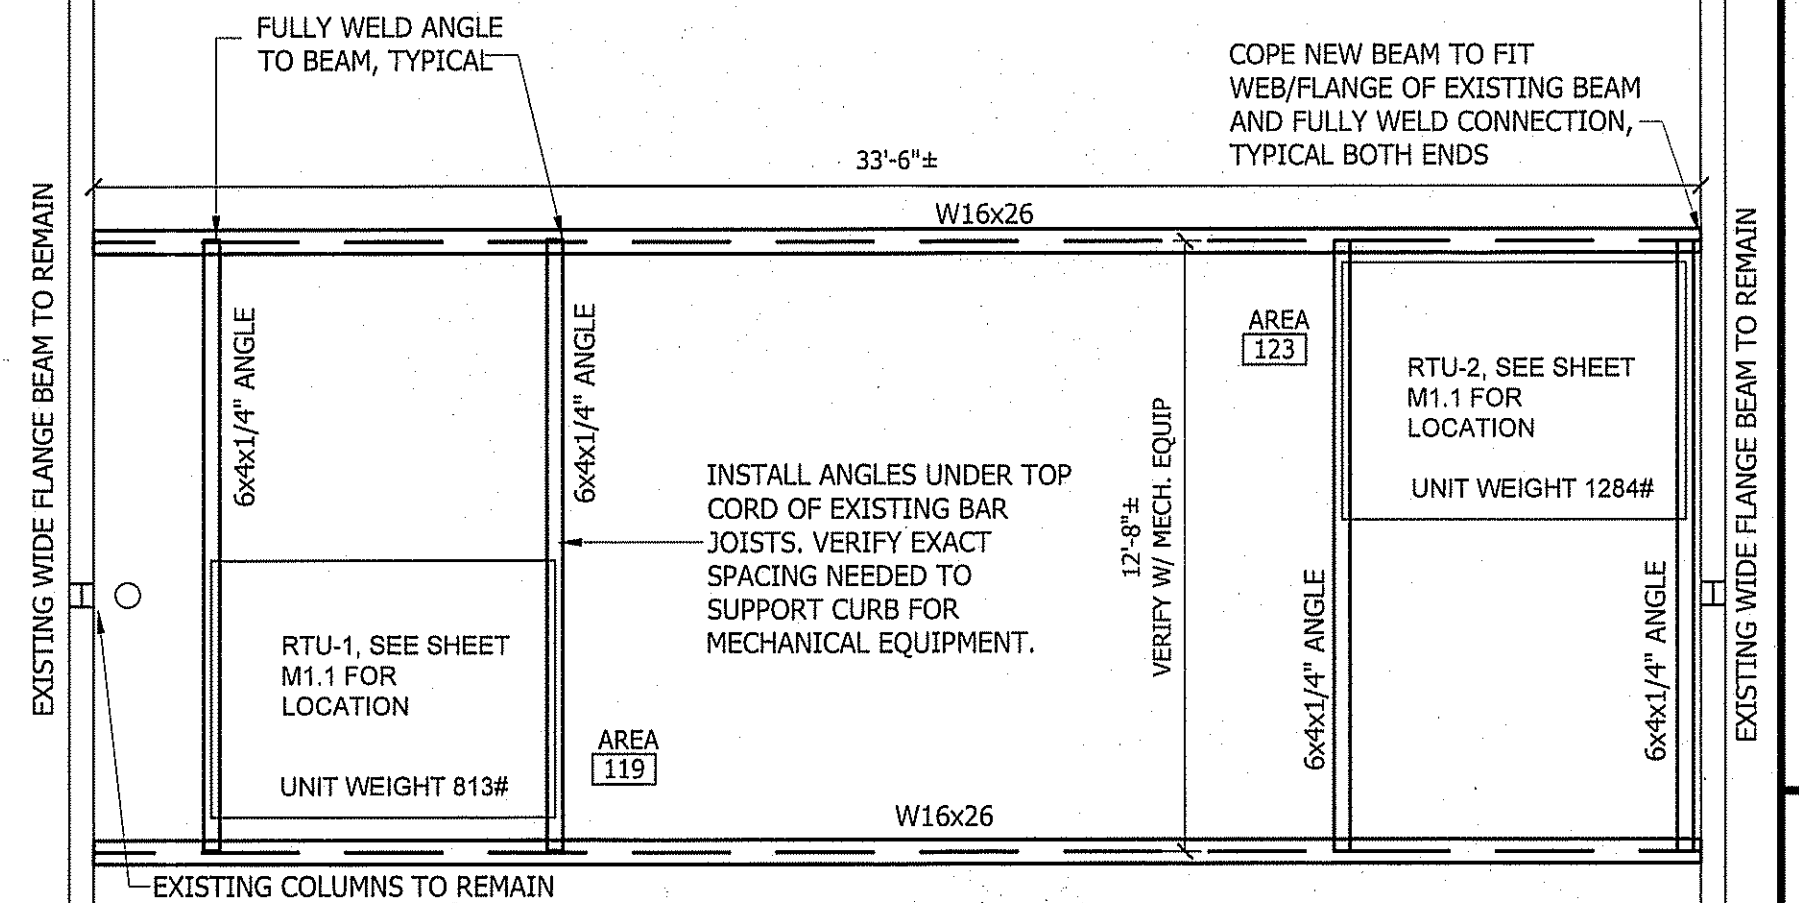 FULLY WELD ANGLE
TO BEAM, TYPICAL
COPE NEW BEAM TO FIT
WEB/FLANGE OF EXISTING BEAM
AND FULLY WELD CONNECTION,
TYPICAL BOTH ENDS
33'-6"±
W16x26
EXISTING WIDE FLANGE BEAM TO REMAIN
6x4x1/4" ANGLE
6x4x1/4" ANGLE
INSTALL ANGLES UNDER TOP
CORD OF EXISTING BAR
JOISTS. VERIFY EXACT
SPACING NEEDED TO
SUPPORT CURB FOR
MECHANICAL EQUIPMENT.
12'-8"±
VERIFY W/ MECH. EQUIP
AREA
123
RTU-2, SEE SHEET
M1.1 FOR
LOCATION
UNIT WEIGHT 1284#
6x4x1/4" ANGLE
6x4x1/4" ANGLE
EXISTING WIDE FLANGE BEAM TO REMAIN
RTU-1, SEE SHEET
M1.1 FOR
LOCATION
UNIT WEIGHT 813#
AREA
119
W16x26
EXISTING COLUMNS TO REMAIN